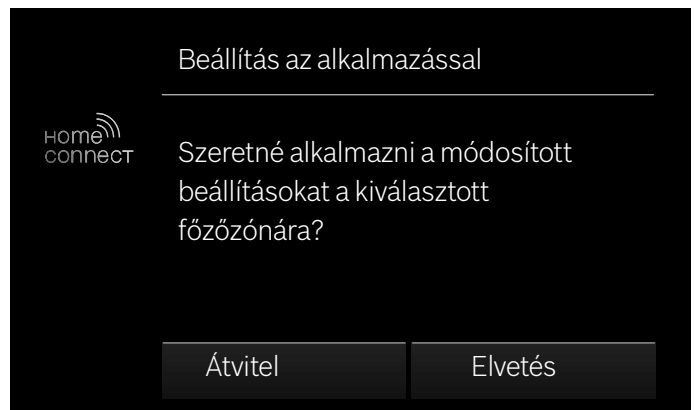 Beállítás az alkalmazással
Home
connect
Szeretné alkalmazni a módosított
beállításokat a kiválasztott
főzőzónára?
Átvitel
Elvetés